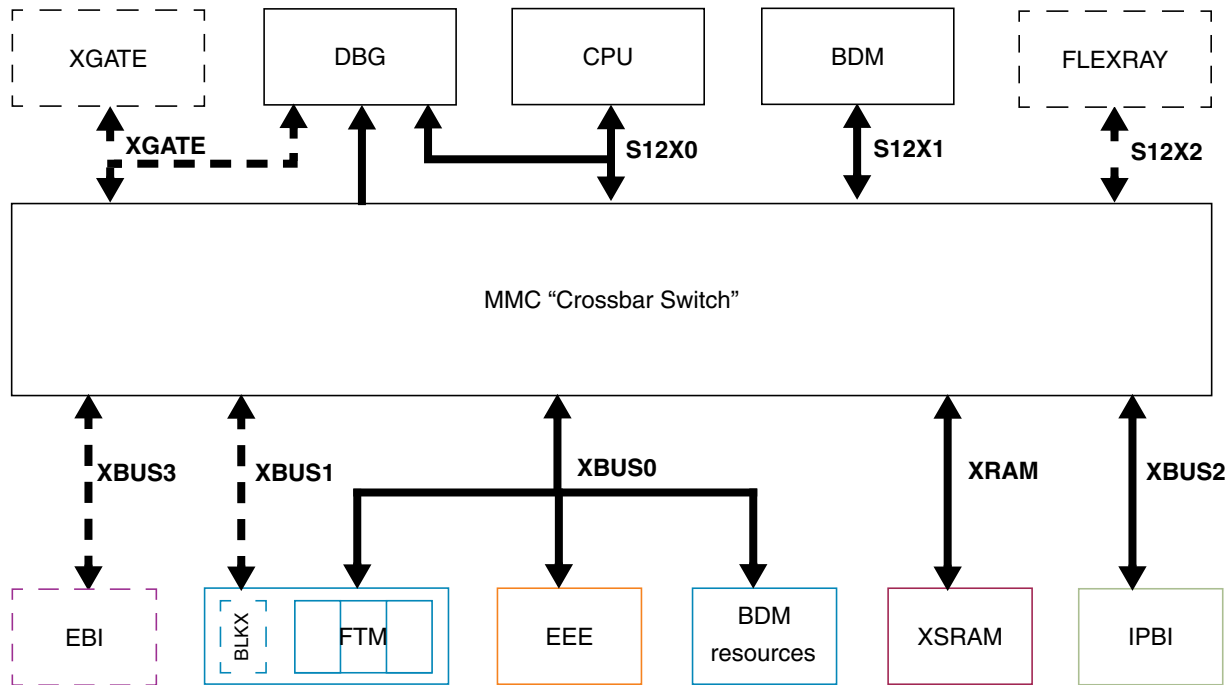 XGATE
DBG
CPU
BDM
FLEXRAY
XGATE
S12X0
S12X1
S12X2
MMC “Crossbar Switch”
XBUS3
XBUS1
XBUS0
XRAM
XBUS2
EBI
BLKX
FTM
EEE
BDM
resources
XSRAM
IPBI